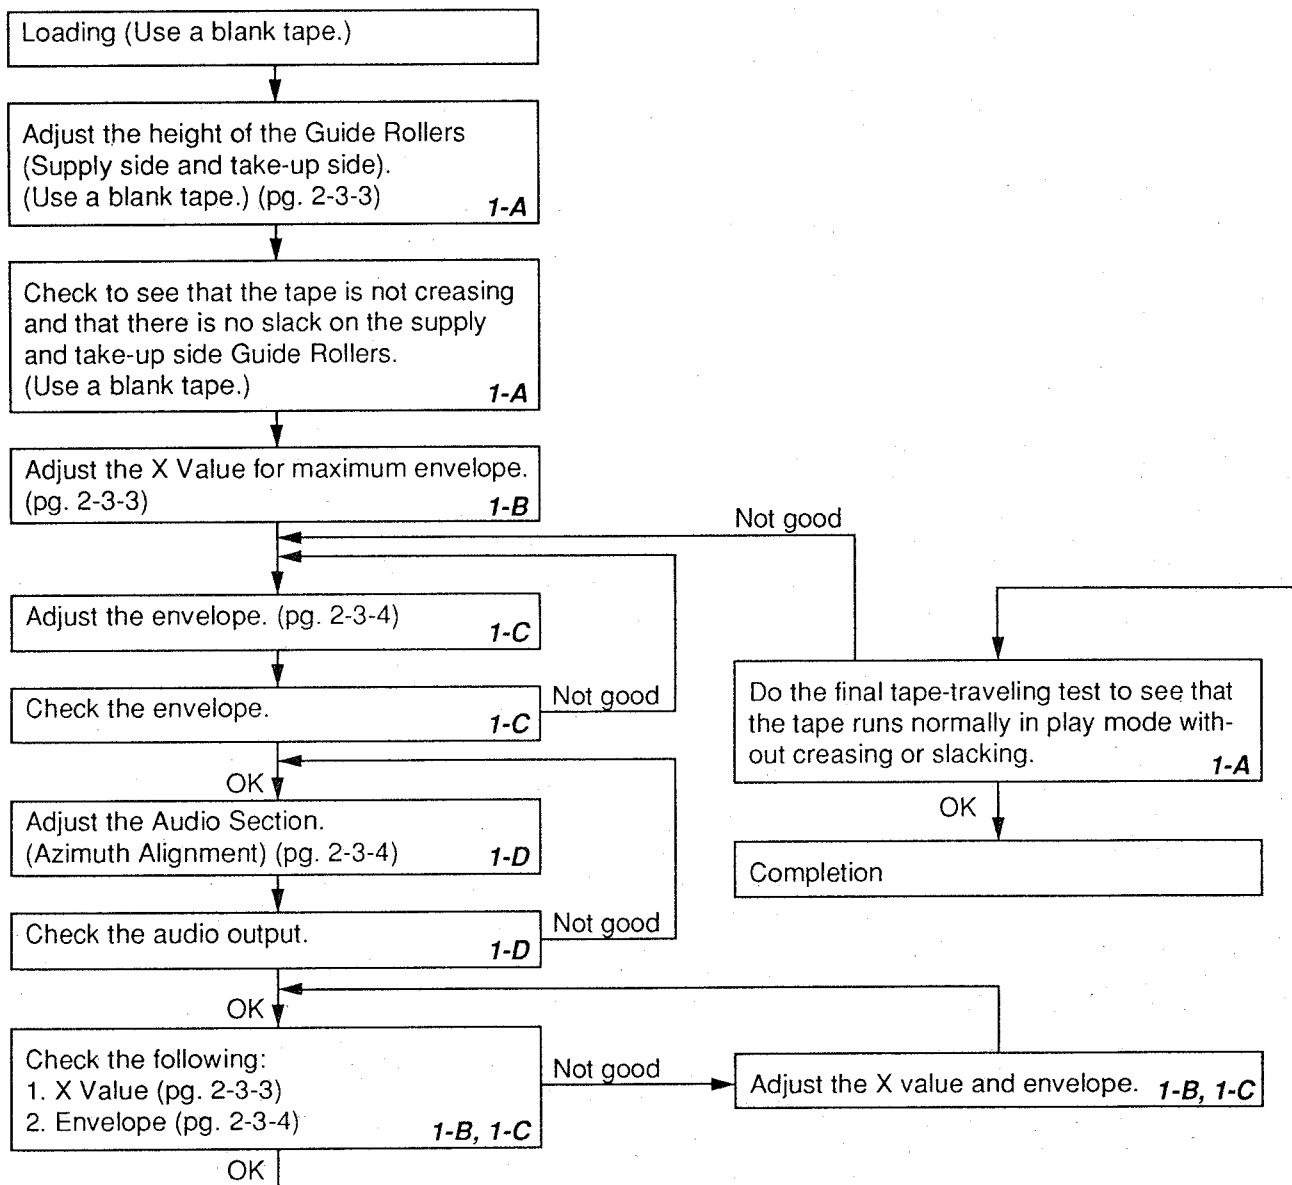 Loading (Use a blank tape.)
Adjust the height of the Guide Rollers
(Supply side and take-up side).
(Use a blank tape.) (pg. 2-3-3)
1-A
Check to see that the tape is not creasing
and that there is no slack on the supply
and take-up side Guide Rollers.
(Use a blank tape.)
1-A
Adjust the X Value for maximum envelope.
(pg. 2-3-3)
1-B
Not good
Adjust the envelope. (pg. 2-3-4)
1-C
Check the envelope.
1-C
Not good
OK
Adjust the Audio Section.
(Azimuth Alignment) (pg. 2-3-4)
1-D
Check the audio output.
1-D
Not good
OK
Check the following:
1. X Value (pg. 2-3-3)
2. Envelope (pg. 2-3-4)
1-B, 1-C
Not good
Adjust the X value and envelope.
1-B, 1-C
OK
Do the final tape-traveling test to see that
the tape runs normally in play mode with-
out creasing or slacking.
1-A
OK
Completion